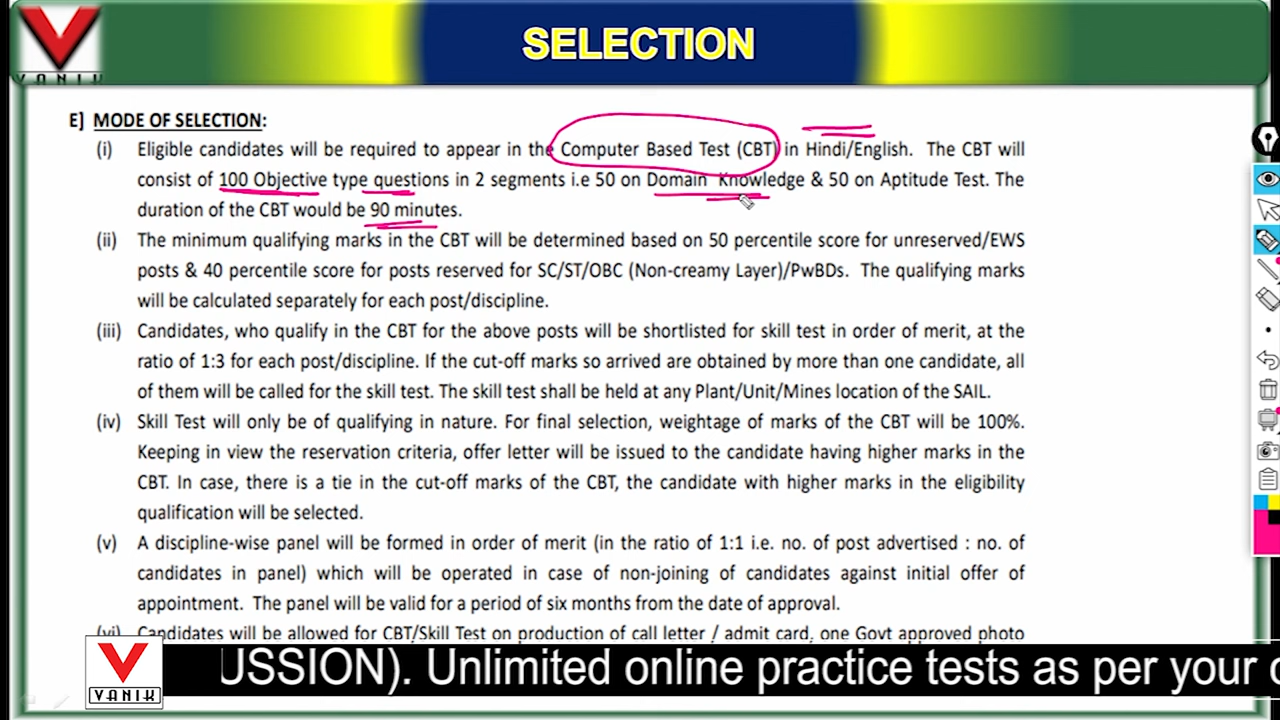 SELECTION
VANIK
E] MODE OF SELECTION:
(i) Eligible candidates will be required to appear in the Computer Based Test (CBT) in Hindi/English. The CBT will
consist of 100 Objective type questions in 2 segments i.e 50 on Domain Knowledge & 50 on Aptitude Test. The
duration of the CBT would be 90 minutes.
(ii) The minimum qualifying marks in the CBT will be determined based on 50 percentile score for unreserved/EWS
posts & 40 percentile score for posts reserved for SC/ST/OBC (Non-creamy Layer)/PwBDs. The qualifying marks
will be calculated separately for each post/discipline.
(iii) Candidates, who qualify in the CBT for the above posts will be shortlisted for skill test in order of merit, at the
ratio of 1:3 for each post/discipline. If the cut-off marks so arrived are obtained by more than one candidate, all
of them will be called for the skill test. The skill test shall be held at any Plant/Unit/Mines location of the SAIL.
(iv) Skill Test will only be of qualifying in nature. For final selection, weightage of marks of the CBT will be 100%.
Keeping in view the reservation criteria, offer letter will be issued to the candidate having higher marks in the
CBT. In case, there is a tie in the cut-off marks of the CBT, the candidate with higher marks in the eligibility
qualification will be selected.
(v) A discipline-wise panel will be formed in order of merit (in the ratio of 1:1 i.e. no. of post advertised : no. of
candidates in panel) which will be operated in case of non-joining of candidates against initial offer of
appointment. The panel will be valid for a period of six months from the date of approval.
(vi) Candidates will be allowed for CBT/Skill Test on production of call letter / admit card, one Govt approved photo
VANIK
USSION). Unlimited online practice tests as per your